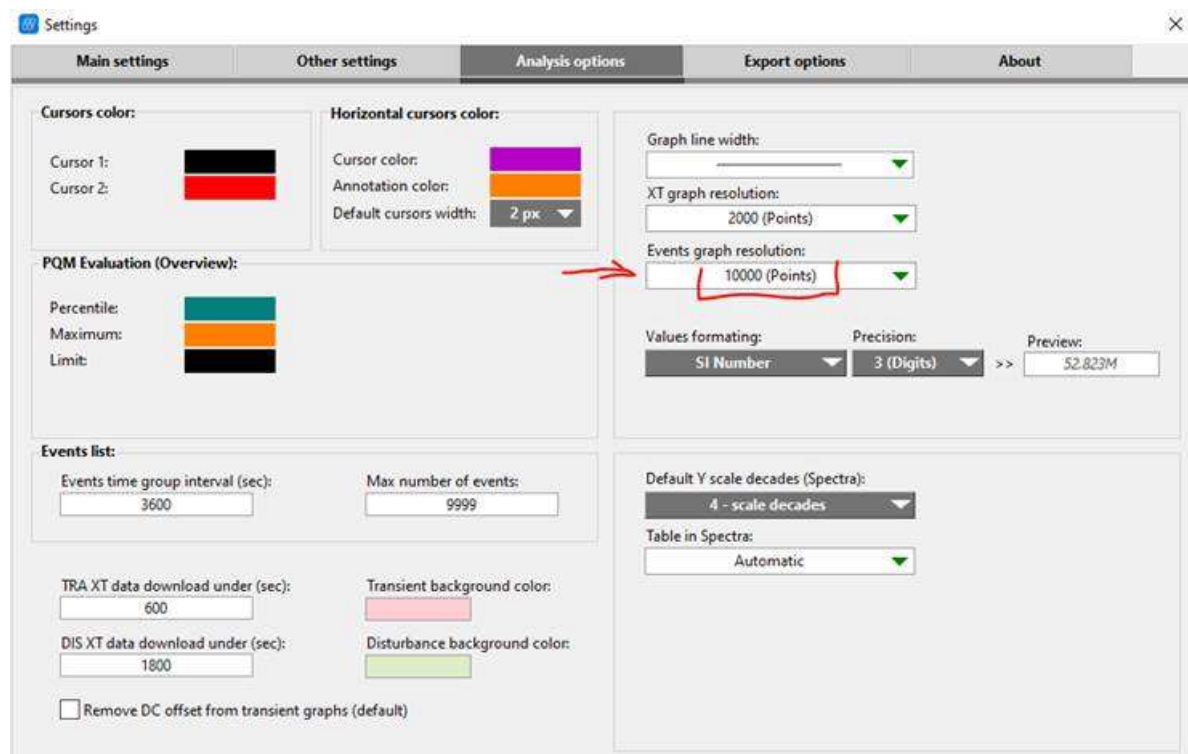 Settings
Main settings Other settings Analysis options Export options About
Cursors color:
Cursor 1:
Cursor 2:
Horizontal cursors color:
Cursor color:
Annotation color:
Default cursors width: 2 px
Graph line width:
XT graph resolution:
2000 (Points)
Events graph resolution:
10000 (Points)
Values formating: Precision: Preview:
SI Number 3 (Digits) >> 52.823M
PQM Evaluation (Overview):
Percentile:
Maximum:
Limit:
Events list:
Events time group interval (sec): Max number of events:
3600 9999
TRA XT data download under (sec): Transient background color:
600
DIS XT data download under (sec): Disturbance background color:
1800
Remove DC offset from transient graphs (default)
Default Y scale decades (Spectra):
4 - scale decades
Table in Spectra:
Automatic